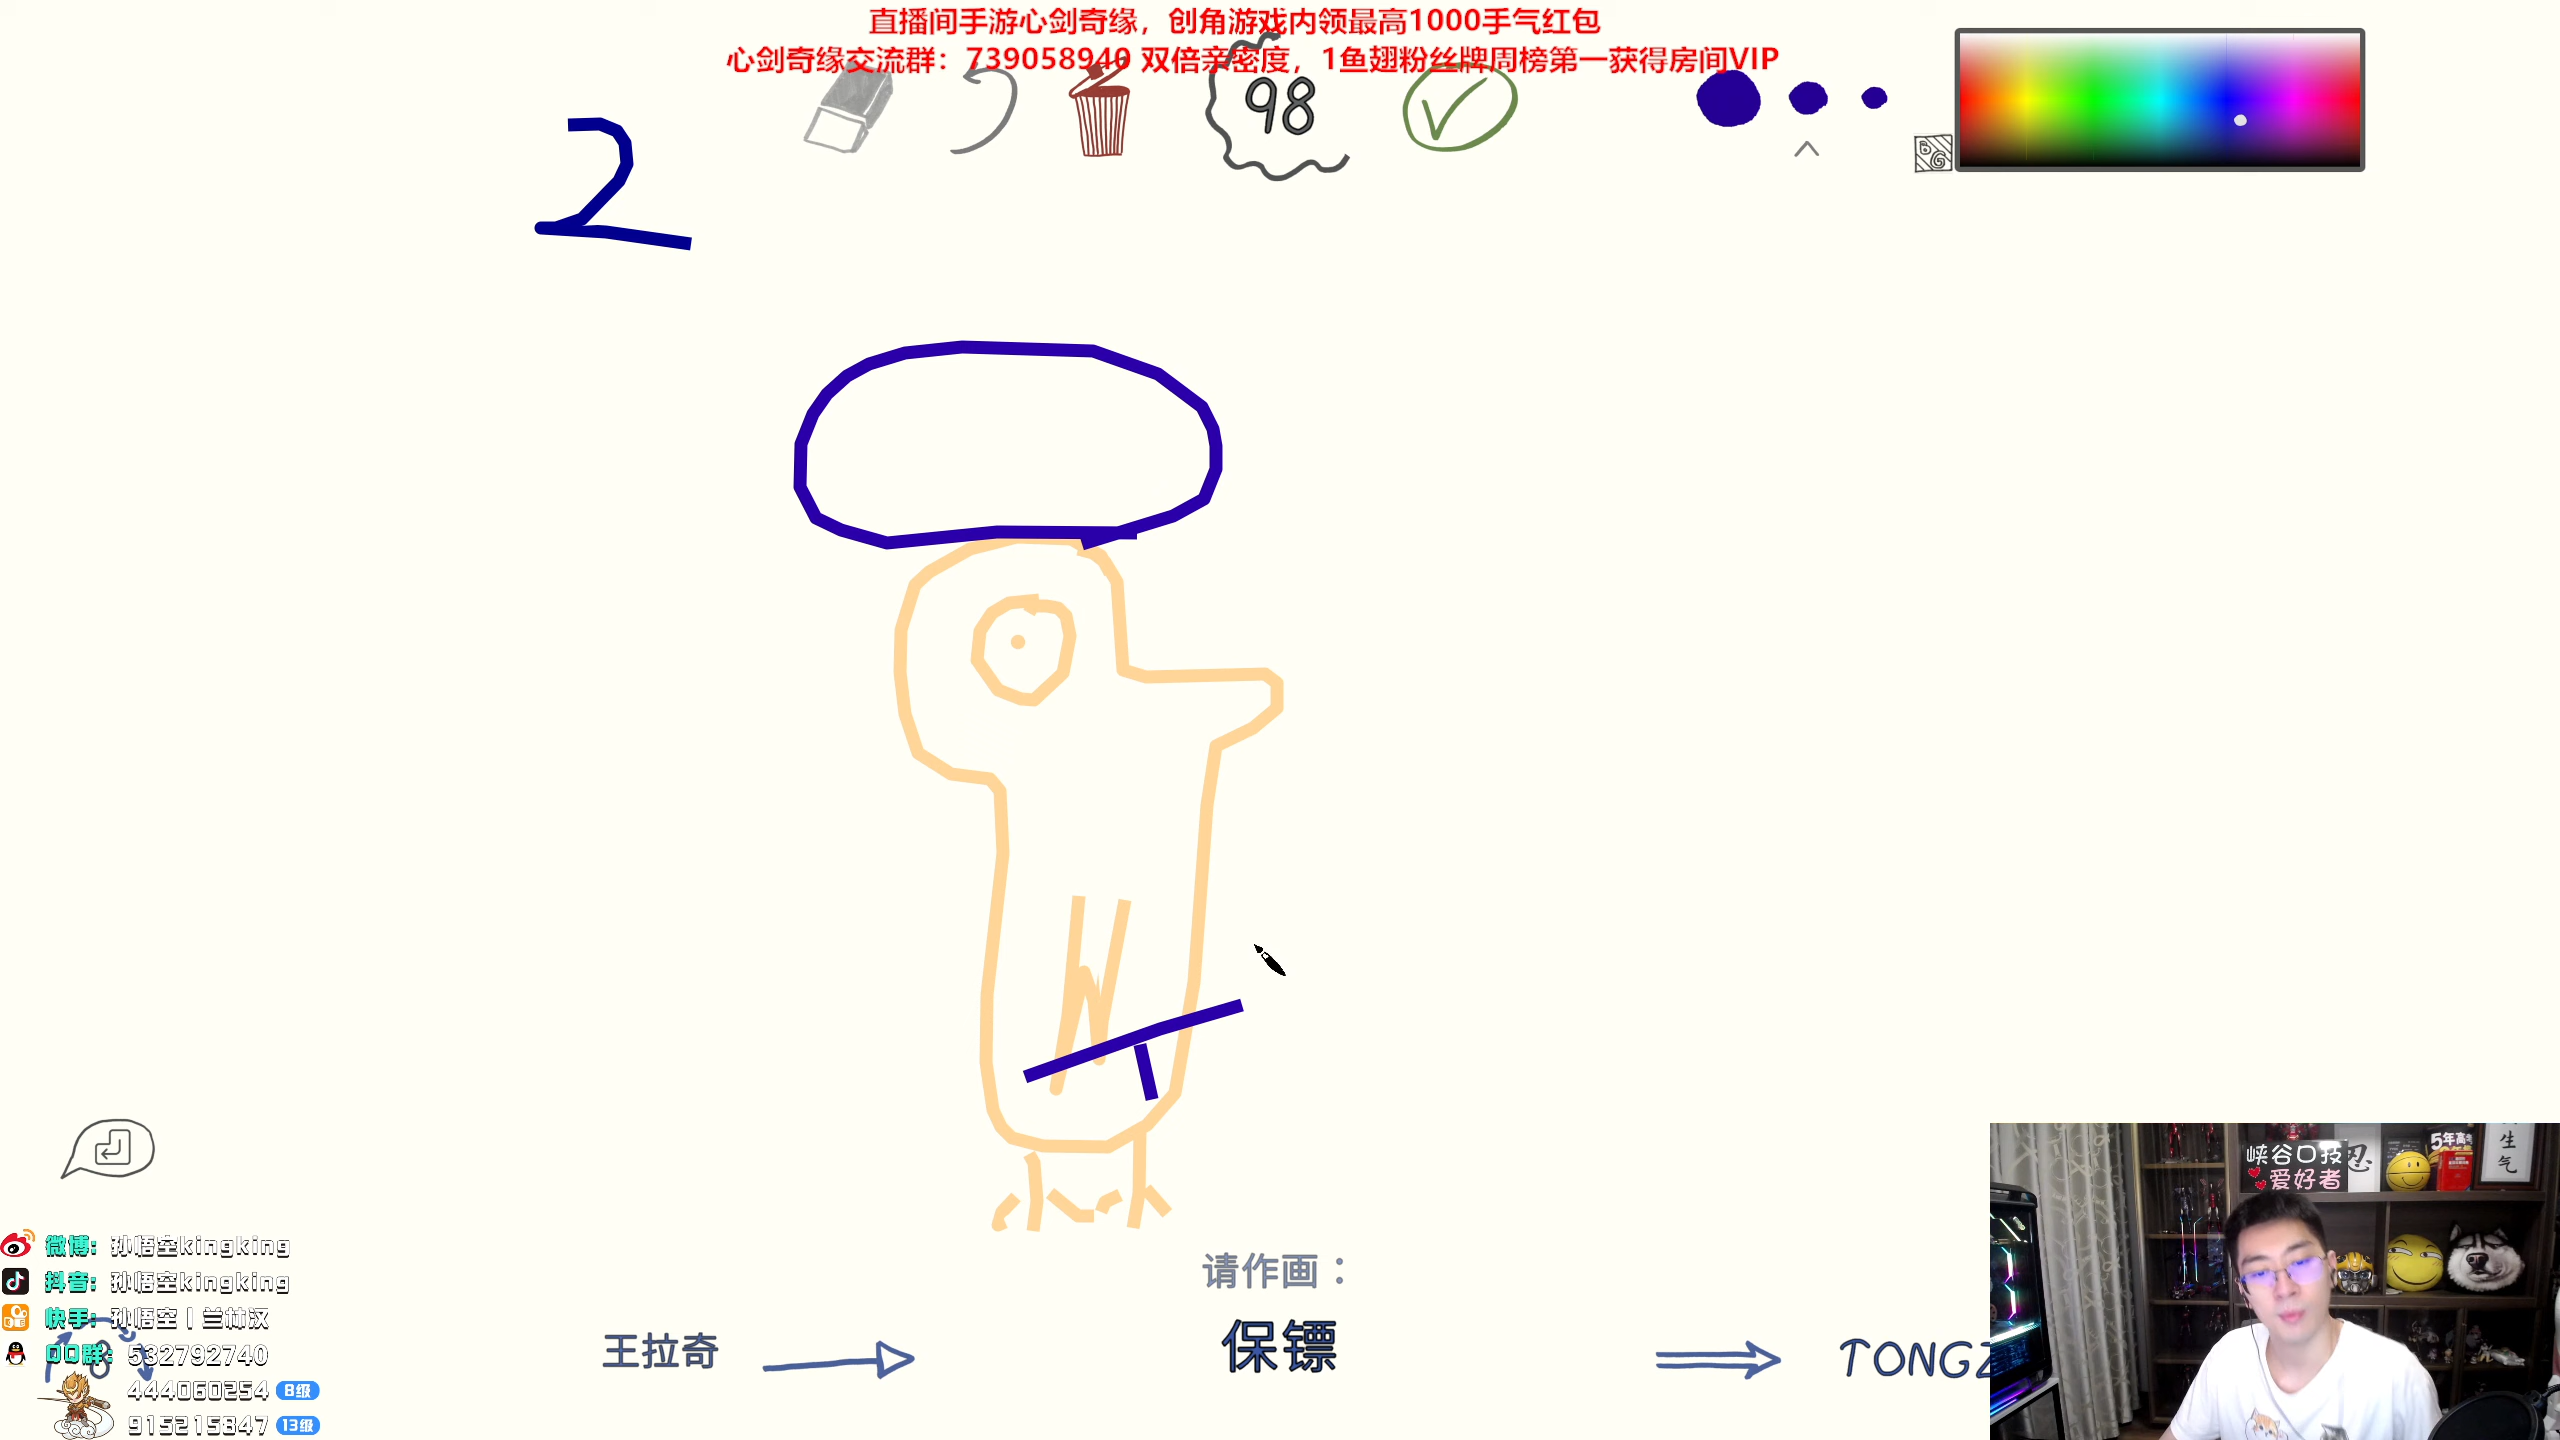 直播间手游心剑奇缘，创角游戏内领最高1000手气红包
心剑奇缘交流群：739058940 双倍亲密度，1鱼翅粉丝牌周榜第一获得房间VIP
98
BG
2
微博：孙悟空kingking
抖音：孙悟空kingking
快手：孙悟空丨兰林汉
QQ群：532792740
444060254 8级
915215847 13级
请作画：
王拉奇
保镖
TONGZ
峡谷口技
爱好者
忍
5年高考
生
气